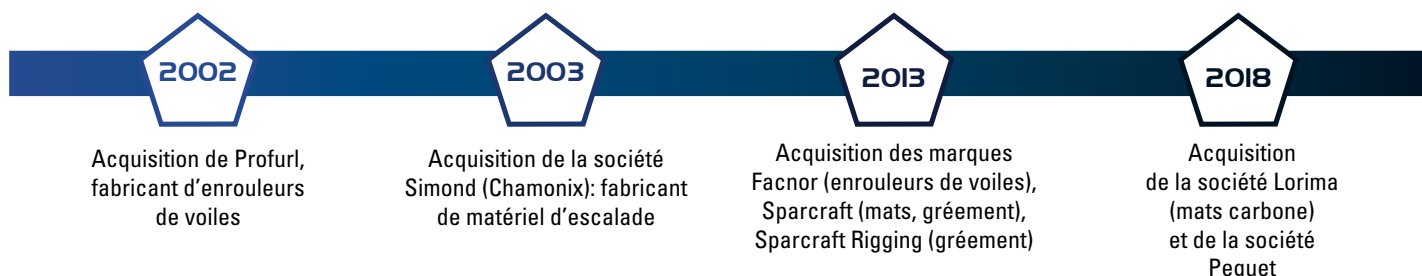 2002
Acquisition de Profurl,
fabricant d'enrouleurs
de voiles
2003
Acquisition de la société
Simond (Chamonix): fabricant
de matériel d'escalade
2013
Acquisition des marques
Facnor (enrouleurs de voiles),
Sparcraft (mats, gréement),
Sparcraft Rigging (gréement)
2018
Acquisition
de la société Lorima
(mats carbone)
et de la société
Peguet